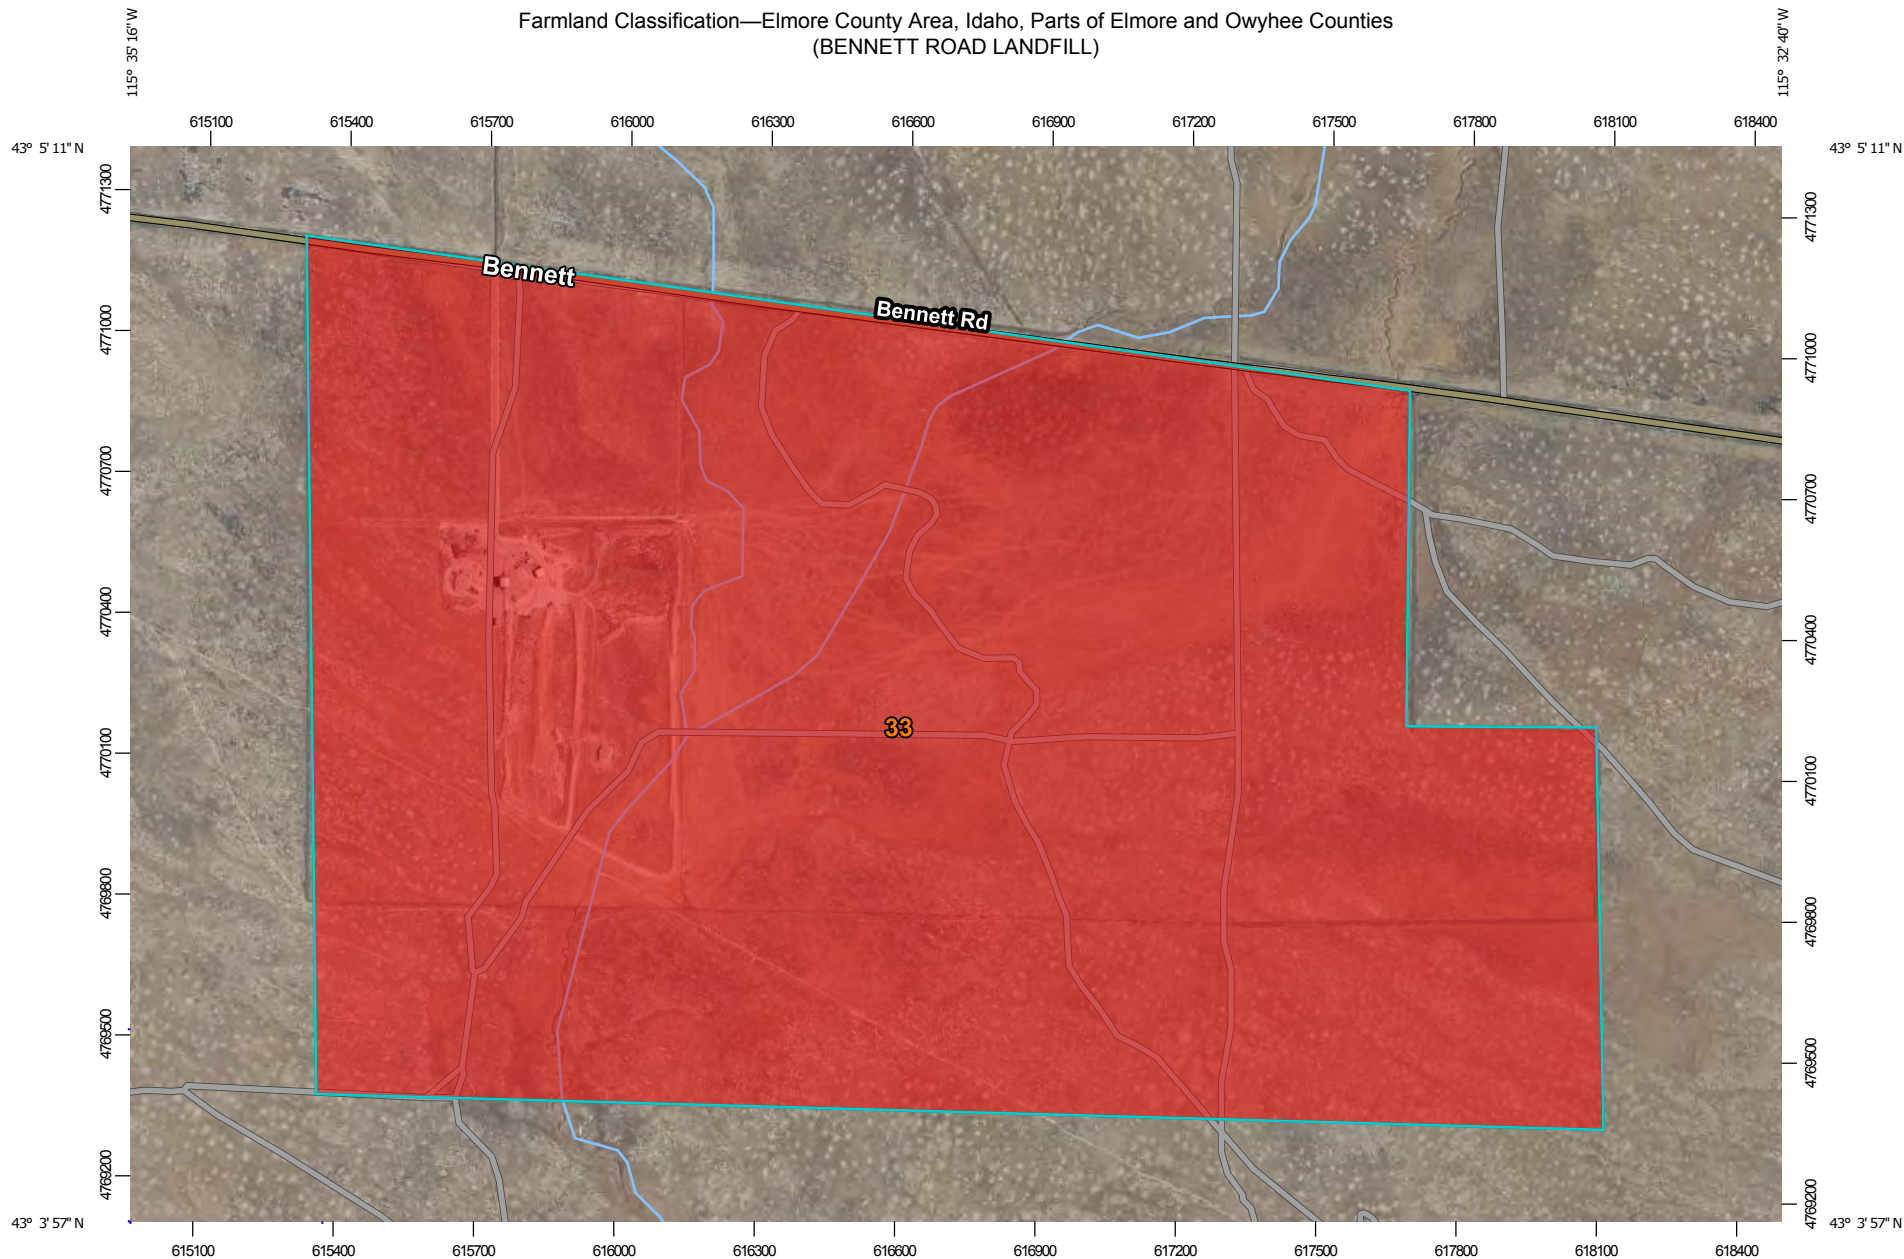 Farmland Classification—Elmore County Area, Idaho, Parts of Elmore and Owyhee Counties
(BENNETT ROAD LANDFILL)
115° 35' 16" W
115° 32' 40" W
615100 615400 615700 616000 616300 616600 616900 617200 617500 617800 618100 618400
43° 5' 11" N
43° 5' 11" N
4771300
4771000
4770700
4770400
4770100
4769800
4769500
4769200
Bennett
Bennett Rd
33
4771300
4771000
4770700
4770400
4770100
4769800
4769500
4769200
43° 3' 57" N
43° 3' 57" N
615100 615400 615700 616000 616300 616600 616900 617200 617500 617800 618100